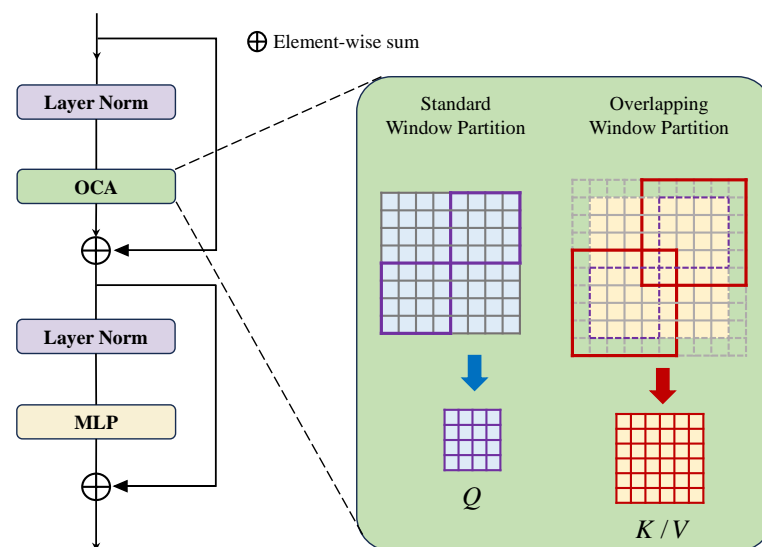 Element-wise sum
Layer Norm
OCA
Layer Norm
MLP
Standard
Window Partition
Overlapping
Window Partition
Q
K / V